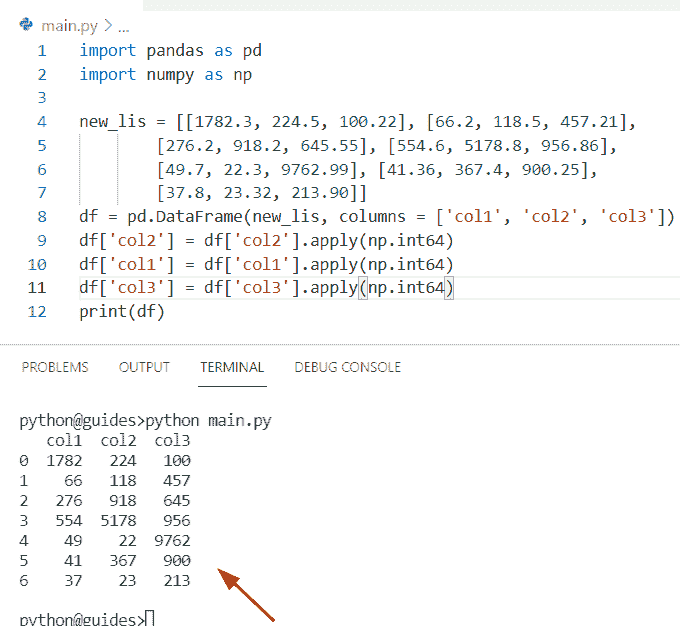 main.py > ...
1 import pandas as pd
2 import numpy as np
3
4 new_lis = [[1782.3, 224.5, 100.22], [66.2, 118.5, 457.21],
5 [276.2, 918.2, 645.55], [554.6, 5178.8, 956.86],
6 [49.7, 22.3, 9762.99], [41.36, 367.4, 900.25],
7 [37.8, 23.32, 213.90]]
8 df = pd.DataFrame(new_lis, columns = ['col1', 'col2', 'col3'])
9 df['col2'] = df['col2'].apply(np.int64)
10 df['col1'] = df['col1'].apply(np.int64)
11 df['col3'] = df['col3'].apply(np.int64)
12 print(df)
PROBLEMS OUTPUT TERMINAL DEBUG CONSOLE
python@guides>python main.py
col1 col2 col3
0 1782 224 100
1 66 118 457
2 276 918 645
3 554 5178 956
4 49 22 9762
5 41 367 900
6 37 23 213
python@guides>